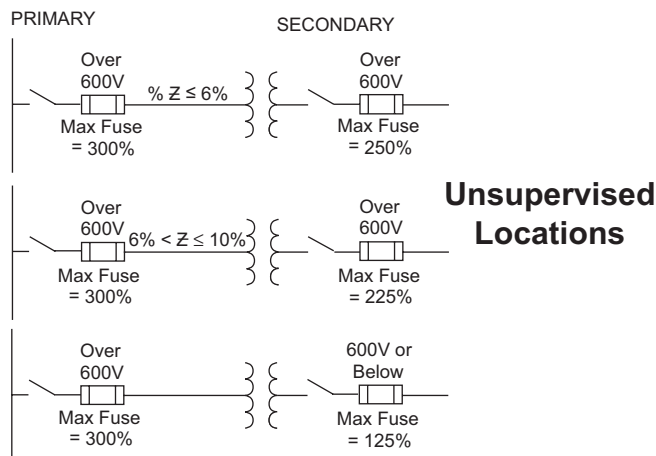 PRIMARY
SECONDARY
Over
600V
% Z ≤ 6%
Max Fuse
= 300%
Over
600V
Max Fuse
= 250%
Unsupervised
Locations
Over
600V
6% < Z ≤ 10%
Max Fuse
= 300%
Over
600V
Max Fuse
= 225%
Over
600V
Max Fuse
= 300%
600V or
Below
Max Fuse
= 125%